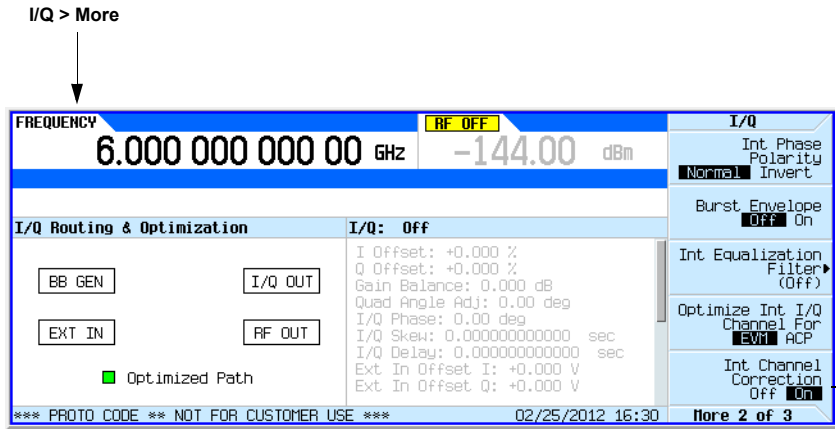 I/Q > More
FREQUENCY
6.000 000 000 00 GHz
RF OFF
-144.00 dBm
I/Q Routing & Optimization
BB GEN
I/Q OUT
EXT IN
RF OUT
Optimized Path
I/Q: Off
I Offset: +0.000 %
Q Offset: +0.000 %
Gain Balance: 0.000 dB
Quad Angle Adj: 0.00 deg
I/Q Phase: 0.00 deg
I/Q Skew: 0.000000000000 sec
I/Q Delay: 0.000000000000 sec
Ext In Offset I: +0.000 V
Ext In Offset Q: +0.000 V
*** PROTO CODE ** NOT FOR CUSTOMER USE ***
02/25/2012 16:30
I/Q
Int Phase
Polarity
Normal Invert
Burst Envelope
Off On
Int Equalization
Filter
(Off)
Optimize Int I/Q
Channel For
EVM ACP
Int Channel
Correction
Off On
More 2 of 3